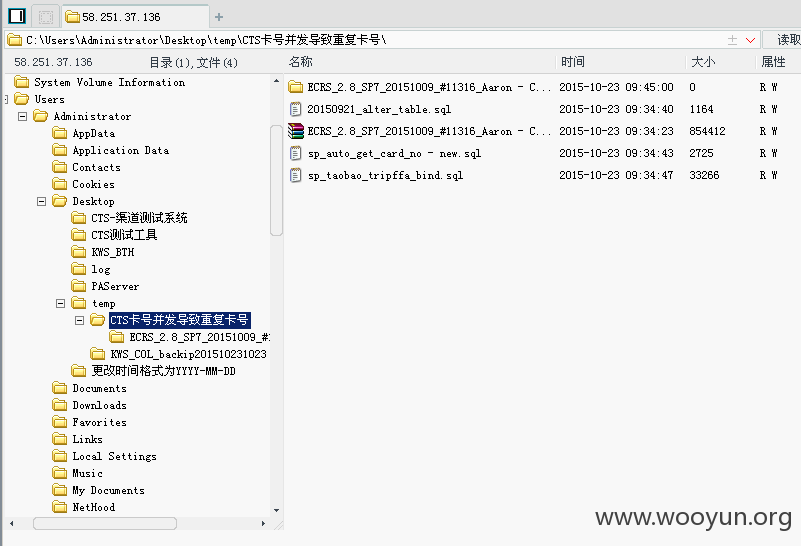 58.251.37.136
C:\Users\Administrator\Desktop\temp\CTS卡号并发导致重复卡号\
读取
58.251.37.136 目录(1),文件(4)
名称 时间 大小 属性
System Volume Information
Users
Administrator
AppData
Application Data
Contacts
Cookies
Desktop
CTS-渠道测试系统
CTS测试工具
KWS_BTH
log
PAServer
temp
CTS卡号并发导致重复卡号
ECRS_2.8_SP7_20151009_#1
KWS_COL_backip201510231023
更改时间格式为YYYY-MM-DD
Documents
Downloads
Favorites
Links
Local Settings
Music
My Documents
NetHood
ECRS_2.8_SP7_20151009_#11316_Aaron - C... 2015-10-23 09:45:00 0 R W
20150921_alter_table.sql 2015-10-23 09:34:40 1164 R W
ECRS_2.8_SP7_20151009_#11316_Aaron - C... 2015-10-23 09:34:23 854412 R W
sp_auto_get_card_no - new.sql 2015-10-23 09:34:43 2725 R W
sp_taobao_tripffa_bind.sql 2015-10-23 09:34:47 33266 R W
www.wooyun.org